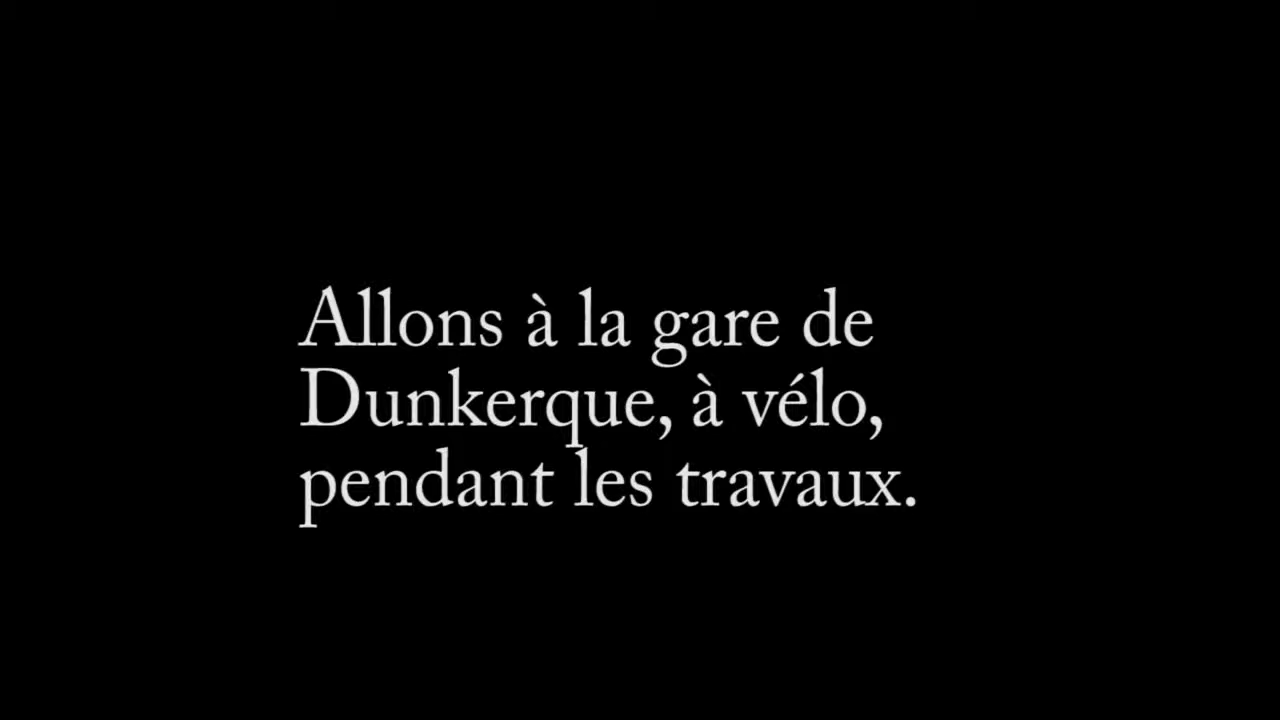 Allons à la gare de
Dunkerque, à vélo,
pendant les travaux.